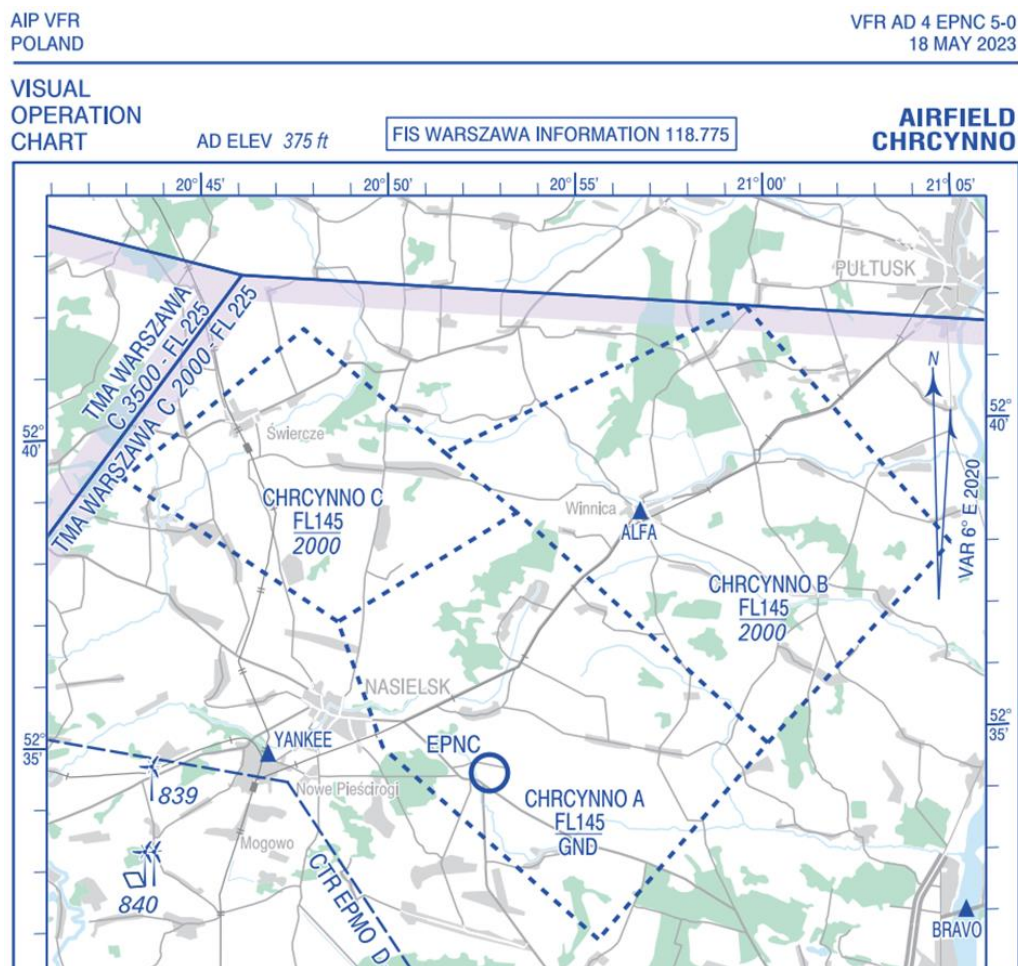 AIP VFR
POLAND
VFR AD 4 EPNC 5-0
18 MAY 2023
VISUAL
OPERATION
CHART
AD ELEV 375 ft
FIS WARSZAWA INFORMATION 118.775
AIRFIELD
CHRCYNNO
20°45'
20°50'
20°55'
21°00'
21°05'
PUŁTUSK
TMA WARSZAWA
C 3500 - FL 225
TMA WARSZAWA C 2000 - FL 225
N
VAR 6° E 2020
52°
40'
52°
40'
Świercze
CHRCYNNO C
FL145
2000
Winnica
ALFA
CHRCYNNO B
FL145
2000
NASIELSK
YANKEE
EPNC
52°
35'
52°
35'
839
Nowe Pieścirogi
CHRCYNNO A
FL145
GND
Mogowo
840
CTR EPMO D
BRAVO